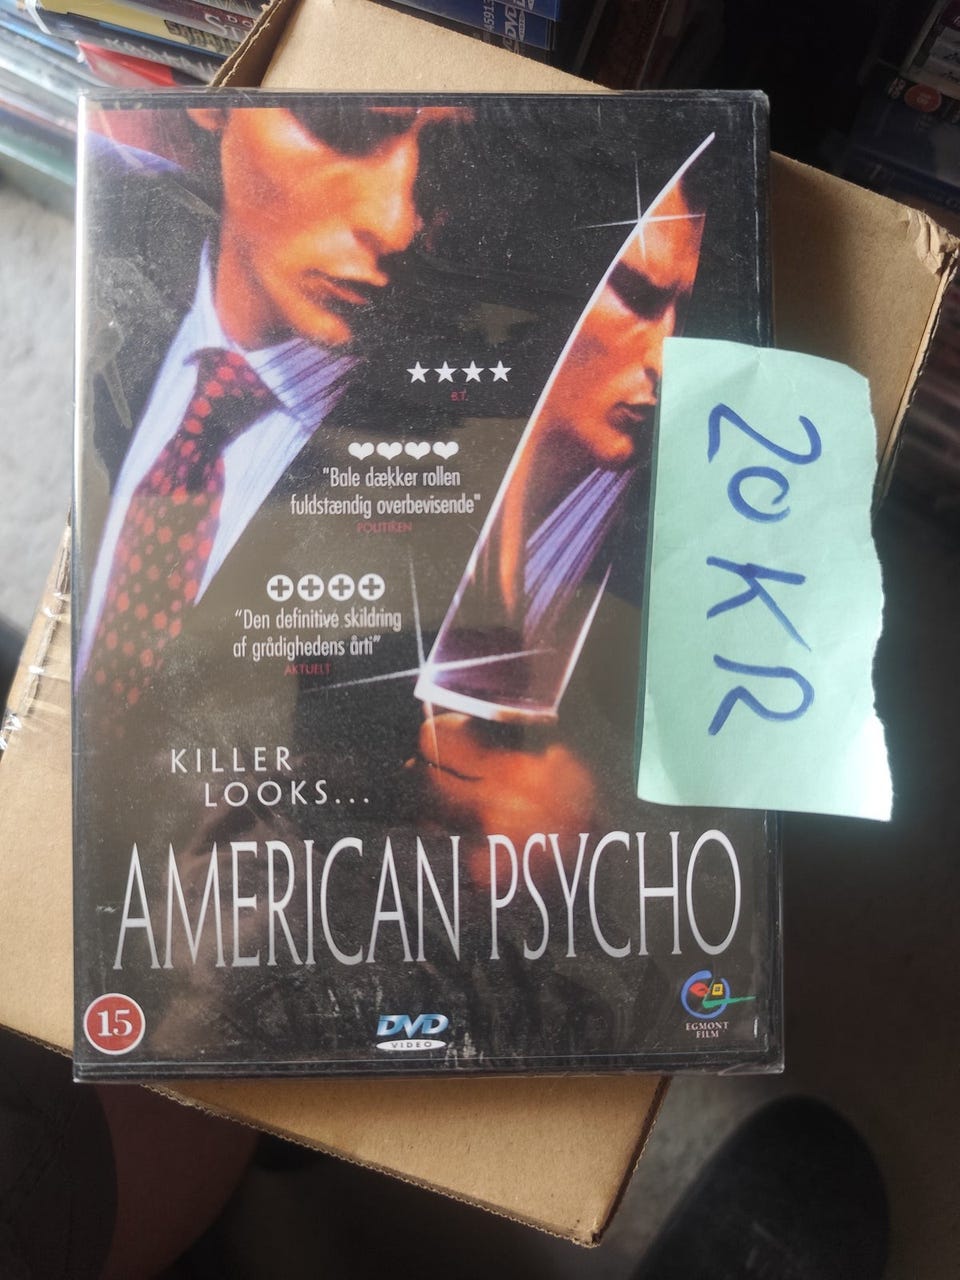 B.T.
"Bale dækker rollen
fuldstændig overbevisende"
POLITIKEN
"Den definitive skildring
af grådighedens årti"
AKTUELT
20 KR
KILLER
LOOKS...
AMERICAN PSYCHO
15
DVD
VIDEO
EGMONT
FILM